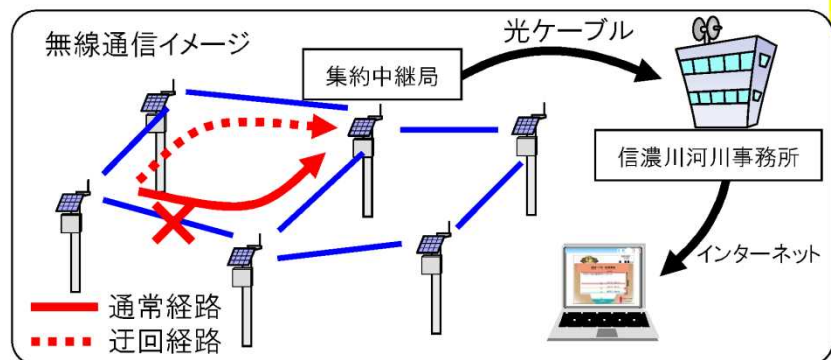 無線通信イメージ
集約中継局
光ケーブル
信濃川河川事務所
インターネット
通常経路
迂回経路